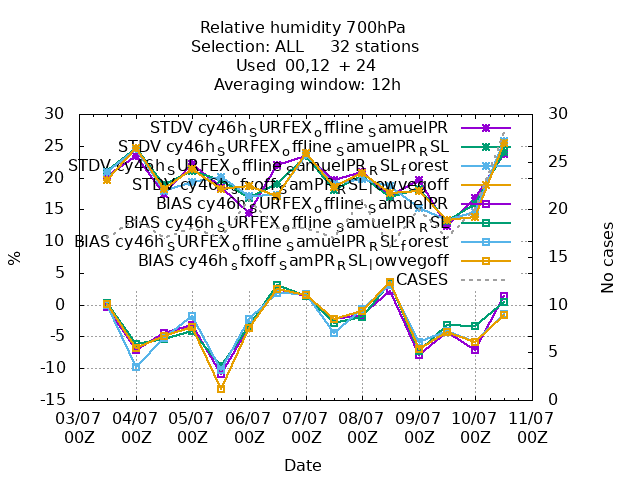 Relative humidity 700hPa
Selection: ALL 32 stations
Used 00,12 + 24
Averaging window: 12h
30 30
STDV cy46h_SURFEX_offline_samuelPR
25 25
STDV cy46h_SURFEX_offline_samuelPR_RSL
STDV cy46h_SURFEX_offline_samuelPR_RSL_forest
20 20
STDV cy46h_sfxoff_samPR_RSL_lowvegoff
BIAS cy46h_SURFEX_offline_samuelPR
15 15
BIAS cy46h_SURFEX_offline_samuelPR_RSL
10
BIAS cy46h_SURFEX_offline_samuelPR_RSL_forest
5
BIAS cy46h_sfxoff_samPR_RSL_lowvegoff
CASES
0 10
-5 5
-10
-15 0
%
No cases
03/07 04/07 05/07 06/07 07/07 08/07 09/07 10/07 11/07
00Z 00Z 00Z 00Z 00Z 00Z 00Z 00Z 00Z
Date